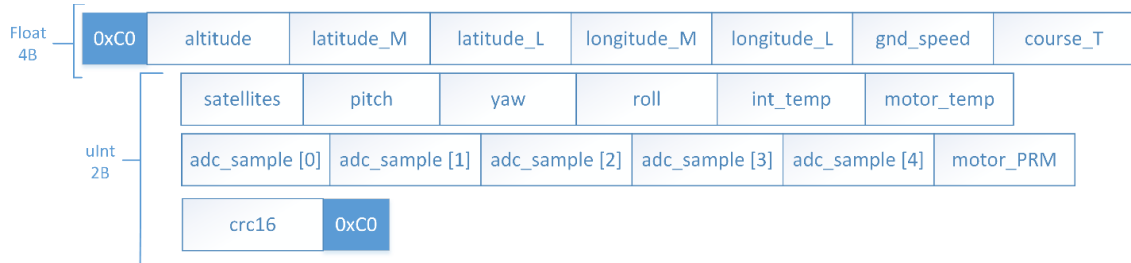 Float
4B
0xC0 altitude latitude_M latitude_L longitude_M longitude_L gnd_speed course_T
satellites pitch yaw roll int_temp motor_temp
uInt
2B
adc_sample [0] adc_sample [1] adc_sample [2] adc_sample [3] adc_sample [4] motor_PRM
crc16 0xC0